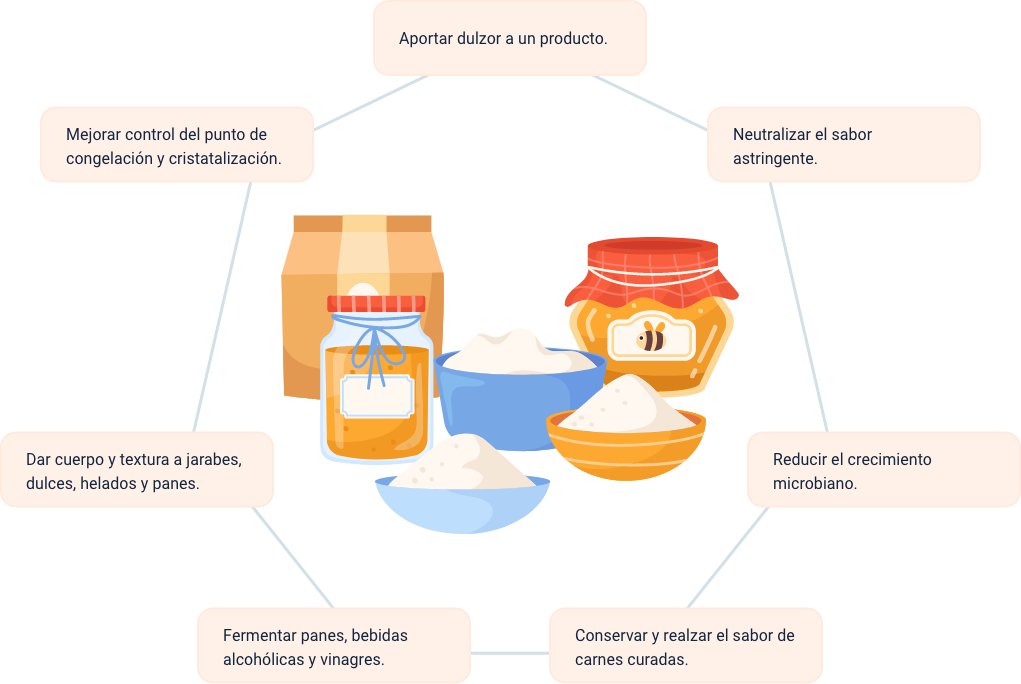 Aportar dulzor a un producto.
Mejorar control del punto de
congelación y cristatalización.
Neutralizar el sabor
astringente.
Dar cuerpo y textura a jarabes,
dulces, helados y panes.
Reducir el crecimiento
microbiano.
Fermentar panes, bebidas
alcohólicas y vinagres.
Conservar y realzar el sabor de
carnes curadas.